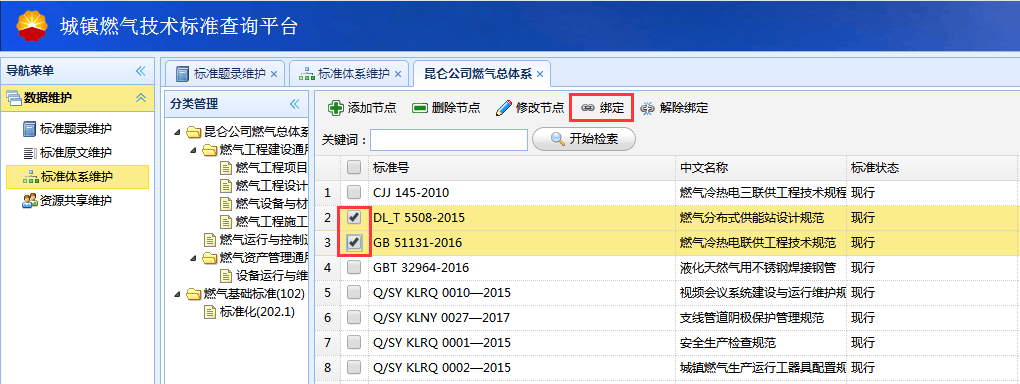 城镇燃气技术标准查询平台
导航菜单
数据维护
标准题录维护
标准原文维护
标准体系维护
资源共享维护
标准题录维护 标准体系维护 昆仑公司燃气总体系
分类管理
昆仑公司燃气总体系
燃气工程建设通用
燃气工程项目
燃气工程设计
燃气设备与材
燃气工程施工
燃气运行与控制通
燃气资产管理通用
设备运行与维
燃气基础标准(102)
标准化(202.1)
添加节点 删除节点 修改节点 绑定 解除绑定
关键词： 开始检索
标准号 中文名称 标准状态
1 CJJ 145-2010 燃气冷热电三联供工程技术规程 现行
2 DL_T 5508-2015 燃气分布式供能站设计规范 现行
3 GB 51131-2016 燃气冷热电联供工程技术规范 现行
4 GBT 32964-2016 液化天然气用不锈钢焊接钢管 现行
5 Q/SY KLRQ 0010—2015 视频会议系统建设与运行维护规 现行
6 Q/SY KLNY 0027—2017 支线管道阴极保护管理规范 现行
7 Q/SY KLRQ 0001—2015 安全生产检查规范 现行
8 Q/SY KLRQ 0002—2015 城镇燃气生产运行工器具配置规 现行